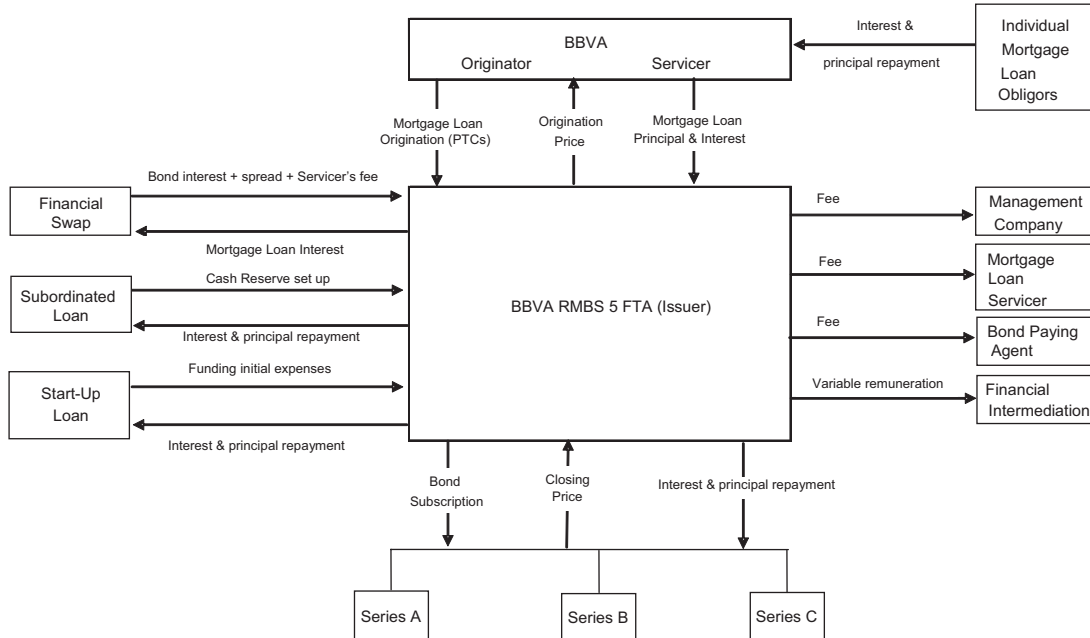 BBVA
Originator Servicer
Interest &
principal repayment
Individual
Mortgage
Loan
Obligors
Mortgage Loan
Origination (PTCs)
Origination
Price
Mortgage Loan
Principal & Interest
Bond interest + spread + Servicer's fee
Financial
Swap
Mortgage Loan Interest
Cash Reserve set up
Subordinated
Loan
Interest & principal repayment
Funding initial expenses
Start-Up
Loan
Interest & principal repayment
BBVA RMBS 5 FTA (Issuer)
Fee
Management
Company
Fee
Mortgage
Loan
Servicer
Fee
Bond Paying
Agent
Variable remuneration
Financial
Intermediation
Bond
Subscription
Closing
Price
Interest & principal repayment
Series A
Series B
Series C